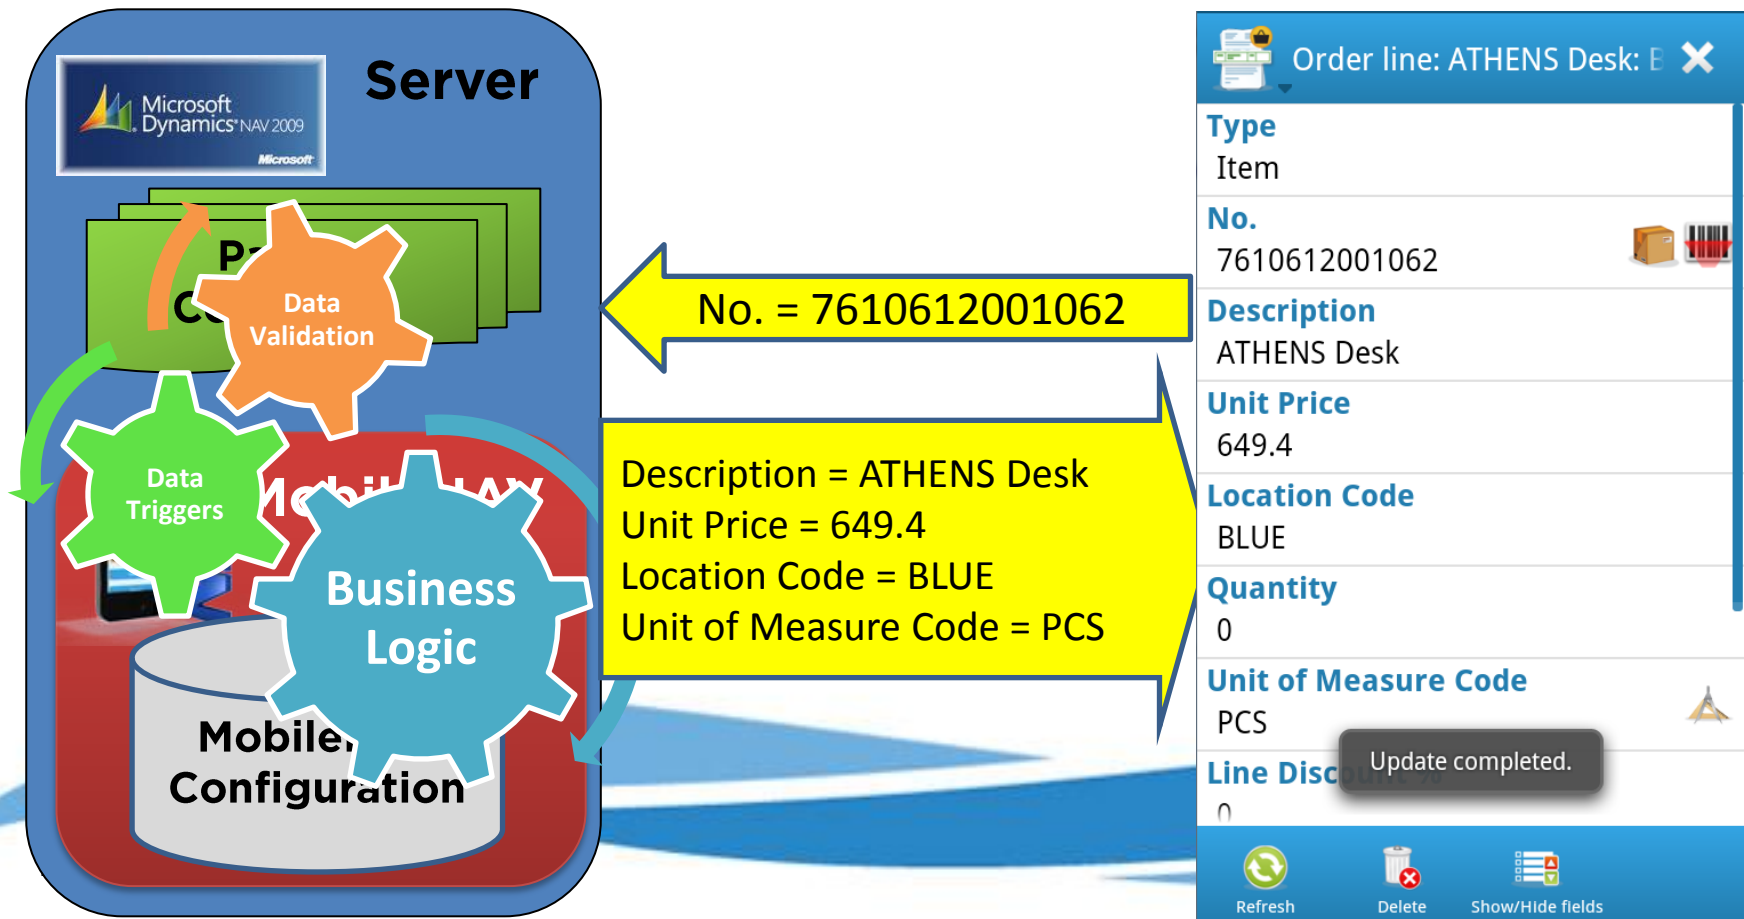 Server
Microsoft
Dynamics NAV 2009
Microsoft
Data
Validation
Data
Triggers
Business
Logic
Configuration
No. = 7610612001062
Description = ATHENS Desk
Unit Price = 649.4
Location Code = BLUE
Unit of Measure Code = PCS
Order line: ATHENS Desk: B
Type
Item
No.
7610612001062
Description
ATHENS Desk
Unit Price
649.4
Location Code
BLUE
Quantity
0
Unit of Measure Code
PCS
Update completed.
Line Discount %
0
Refresh
Delete
Show/Hide fields